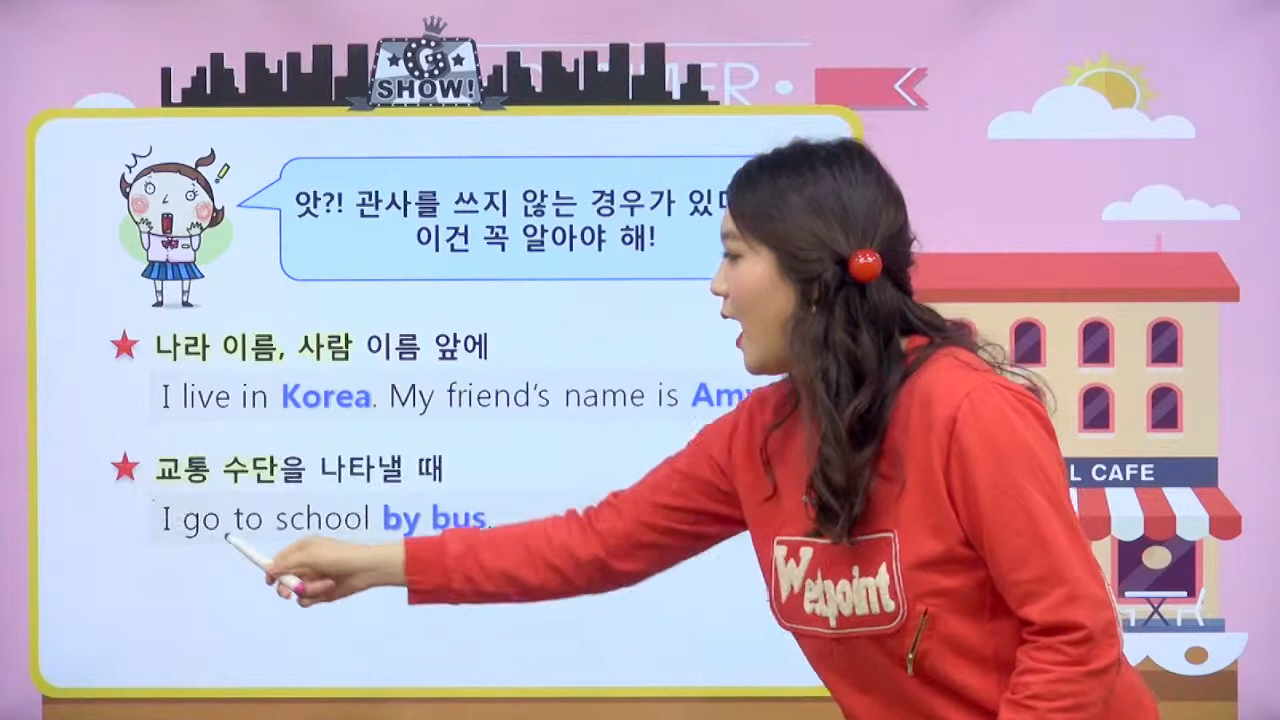 G
SHOW!
앗?! 관사를 쓰지 않는 경우가
이건 꼭 알아야 해!
나라 이름, 사람 이름 앞에
I live in Korea. My friend's name is
교통 수단을 나타낼 때
I go to school by bus.
Wetpoint
CAFE